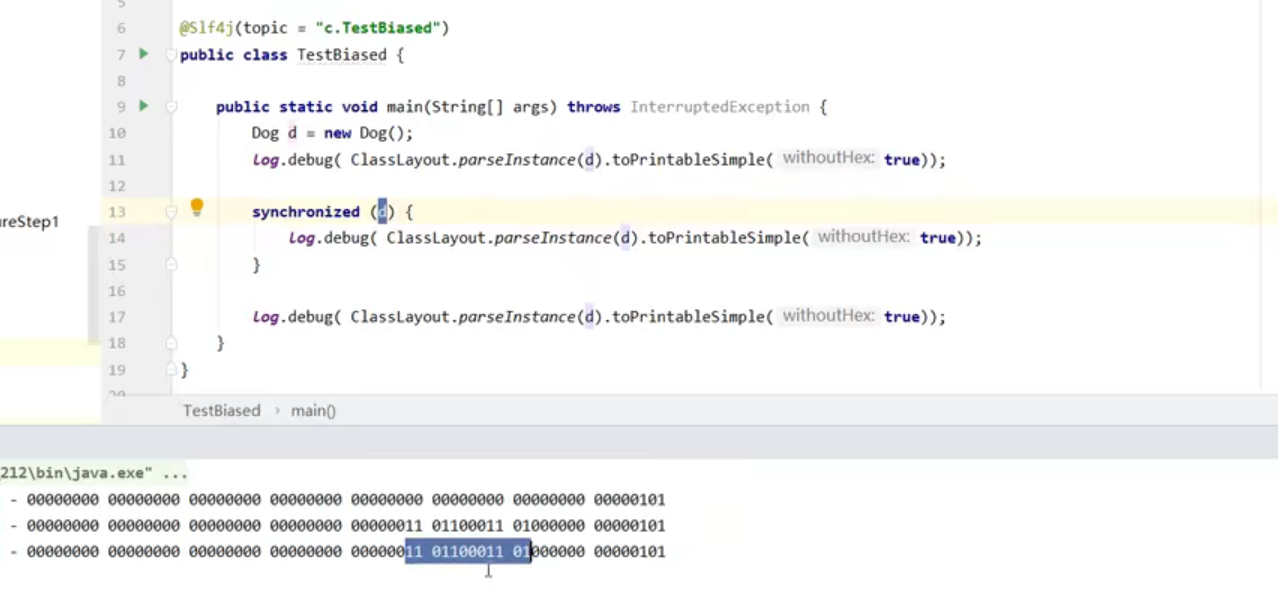 5
6 @Slf4j(topic = "c.TestBiased")
7 public class TestBiased {
8
9 public static void main(String[] args) throws InterruptedException {
10 Dog d = new Dog();
11 log.debug( ClassLayout.parseInstance(d).toPrintableSimple( withoutHex: true));
12
reStep1
13 synchronized (d) {
14 log.debug( ClassLayout.parseInstance(d).toPrintableSimple( withoutHex: true));
15 }
16
17 log.debug( ClassLayout.parseInstance(d).toPrintableSimple( withoutHex: true));
18 }
19 }
20
TestBiased › main()
212\bin\java.exe" ...
- 00000000 00000000 00000000 00000000 00000000 00000000 00000000 00000101
- 00000000 00000000 00000000 00000000 00000011 01100011 01000000 00000101
- 00000000 00000000 00000000 00000000 00000011 01100011 01000000 00000101